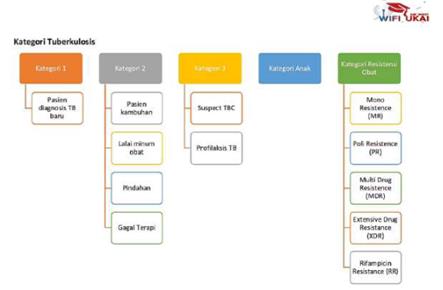 WIFI UKAI
Kategori Tuberkulosis
Kategori 1
Pasien
diagnosis TB
baru
Kategori 2
Pasien
kambuhan
Lalai minum
obat
Pindahan
Gagal Terapi
Kategori 3
Suspect TBC
Profilaksis TB
Kategori Anak
Kategori Resistensi
Obat
Mono
Resistence
(MR)
Poli Resistence
(PR)
Multi Drug
Resistence
(MDR)
Extensive Drug
Resistance
(XDR)
Rifampicin
Resistance (RR)